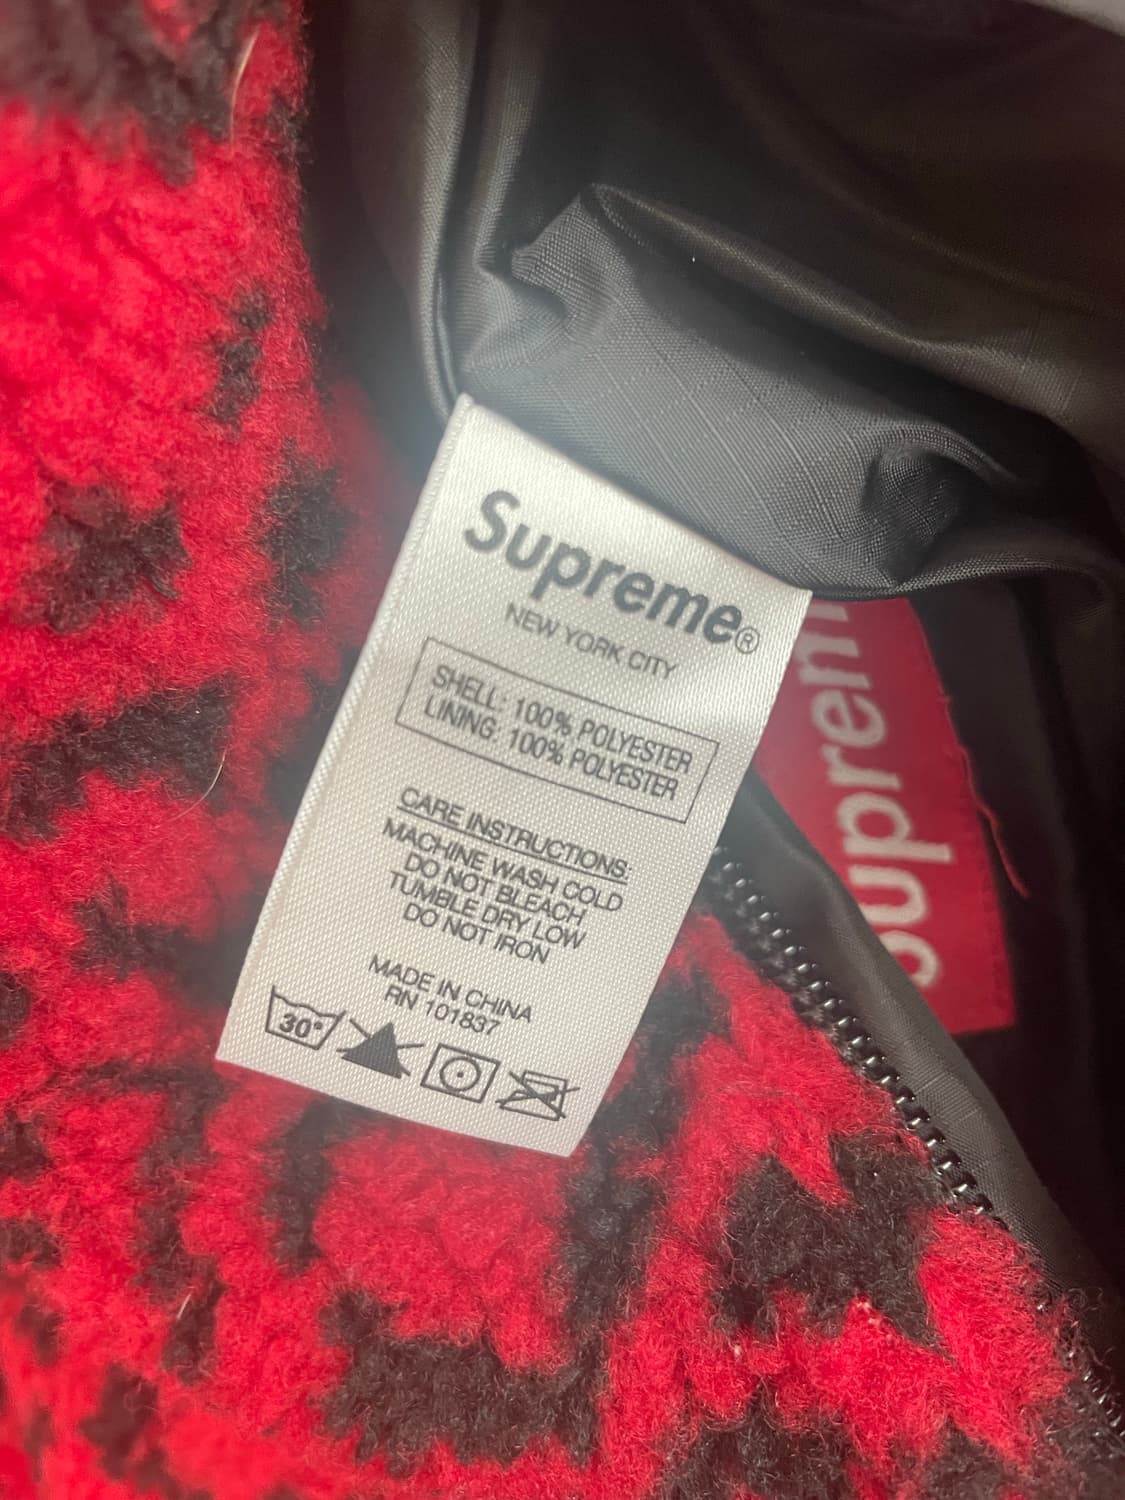 Supreme®
NEW YORK CITY
SHELL: 100% POLYESTER
LINING: 100% POLYESTER
CARE INSTRUCTIONS:
MACHINE WASH COLD
DO NOT BLEACH
TUMBLE DRY LOW
DO NOT IRON
MADE IN CHINA
RN 101837
30°
Supreme